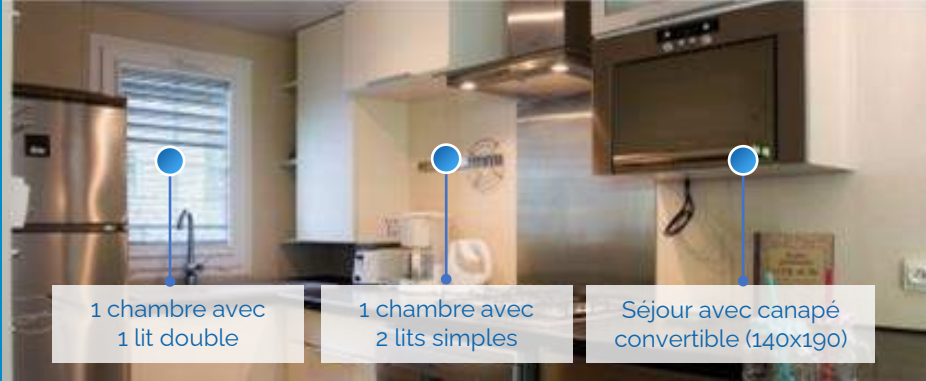 1 chambre avec
1 lit double
1 chambre avec
2 lits simples
Séjour avec canapé
convertible (140x190)